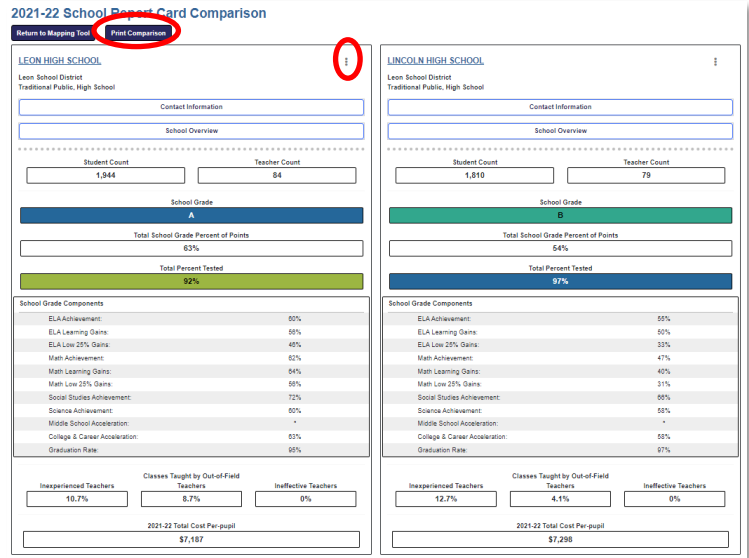 2021-22 School Report Card Comparison
Return to Mapping Tool
Print Comparison
LEON HIGH SCHOOL
Leon School District
Traditional Public, High School
Contact Information
School Overview
Student Count Teacher Count
1,944 84
School Grade
A
Total School Grade Percent of Points
63%
Total Percent Tested
92%
School Grade Components
ELA Achievement: 60%
ELA Learning Gains: 56%
ELA Low 25% Gains: 46%
Math Achievement: 62%
Math Learning Gains: 64%
Math Low 25% Gains: 56%
Social Studies Achievement: 72%
Science Achievement: 60%
Middle School Acceleration: *
College & Career Acceleration: 63%
Graduation Rate: 95%
Inexperienced Teachers Classes Taught by Out-of-Field Teachers Ineffective Teachers
10.7% 8.7% 0%
2021-22 Total Cost Per-pupil
$7,187
LINCOLN HIGH SCHOOL
Leon School District
Traditional Public, High School
Contact Information
School Overview
Student Count Teacher Count
1,810 79
School Grade
B
Total School Grade Percent of Points
54%
Total Percent Tested
97%
School Grade Components
ELA Achievement: 55%
ELA Learning Gains: 50%
ELA Low 25% Gains: 33%
Math Achievement: 47%
Math Learning Gains: 40%
Math Low 25% Gains: 31%
Social Studies Achievement: 66%
Science Achievement: 58%
Middle School Acceleration: *
College & Career Acceleration: 58%
Graduation Rate: 97%
Inexperienced Teachers Classes Taught by Out-of-Field Teachers Ineffective Teachers
12.7% 4.1% 0%
2021-22 Total Cost Per-pupil
$7,298